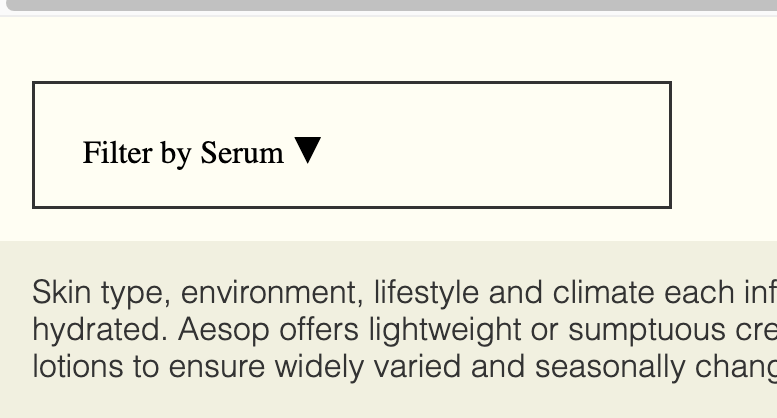 Filter by Serum ▼
Skin type, environment, lifestyle and climate each
hydrated. Aesop offers lightweight or sumptuous
lotions to ensure widely varied and seasonally